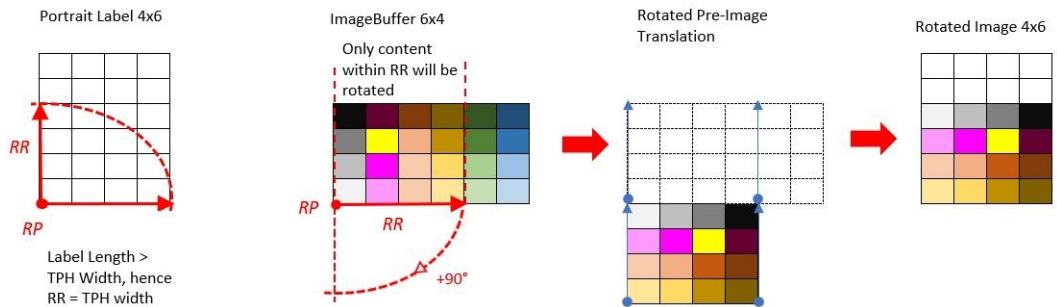 Portrait Label 4x6
RR
RP
Label Length >
TPH Width, hence
RR = TPH width
ImageBuffer 6x4
Only content
within RR will be
rotated
RP
RR
+90°
Rotated Pre-Image
Translation
Rotated Image 4x6